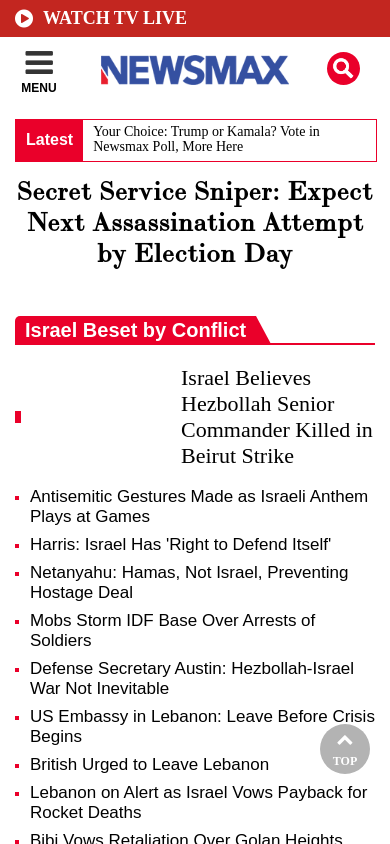 WATCH TV LIVE
MENU
NEWSMAX
Latest
Your Choice: Trump or Kamala? Vote in
Newsmax Poll, More Here
Secret Service Sniper: Expect
Next Assassination Attempt
by Election Day
Israel Beset by Conflict
Israel Believes
Hezbollah Senior
Commander Killed in
Beirut Strike
Antisemitic Gestures Made as Israeli Anthem
Plays at Games
Harris: Israel Has 'Right to Defend Itself'
Netanyahu: Hamas, Not Israel, Preventing
Hostage Deal
Mobs Storm IDF Base Over Arrests of
Soldiers
Defense Secretary Austin: Hezbollah-Israel
War Not Inevitable
US Embassy in Lebanon: Leave Before Crisis
Begins
British Urged to Leave Lebanon
Lebanon on Alert as Israel Vows Payback for
Rocket Deaths
Bibi Vows Retaliation Over Golan Heights
TOP